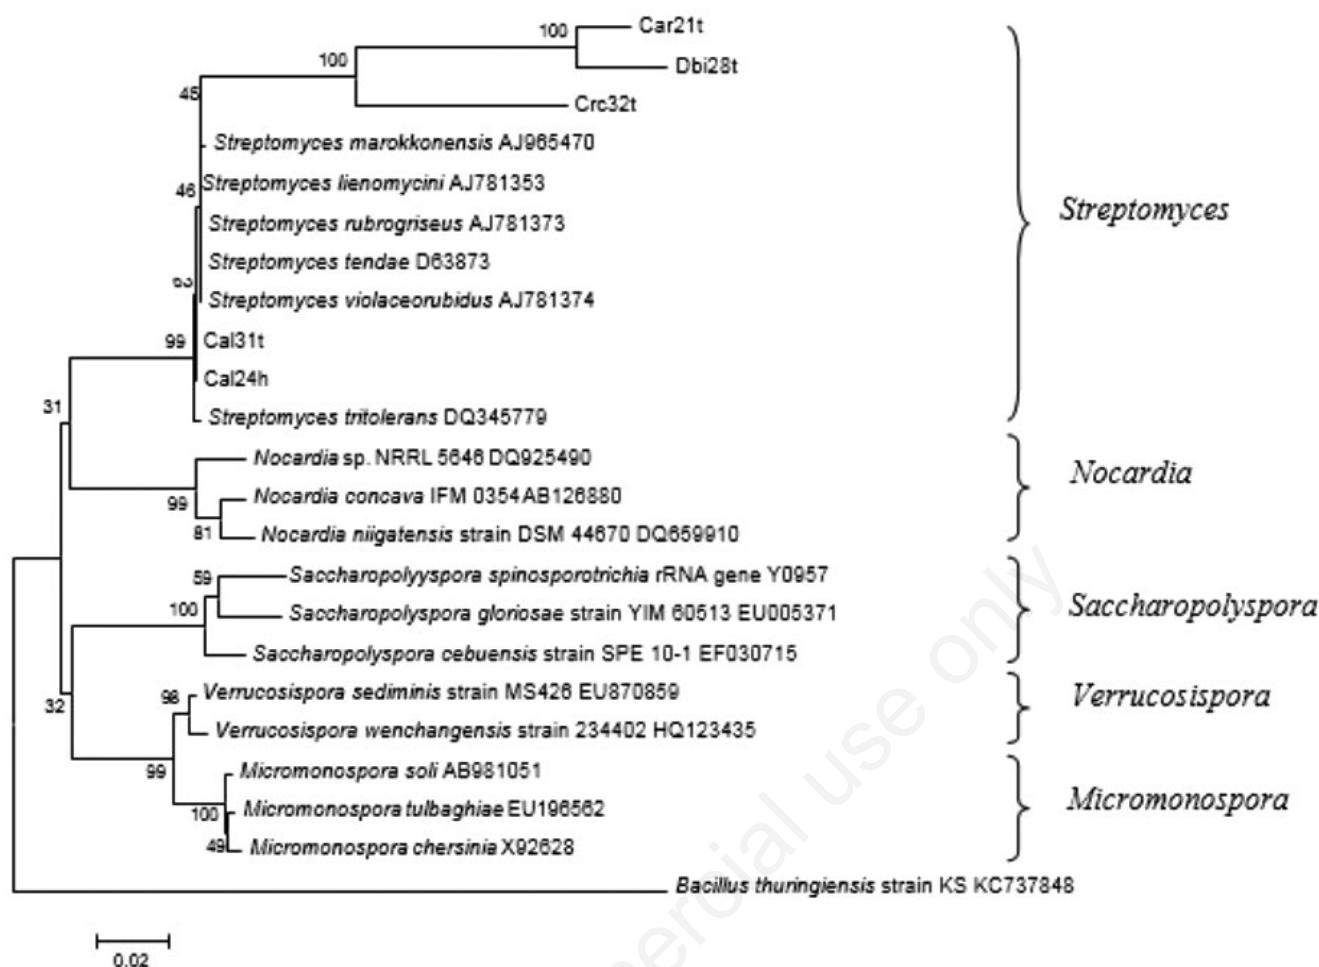 100
Car21t
100
Dbi28t
Crc32t
45
Streptomyces marokkonensis AJ965470
46
Streptomyces lienomycini AJ781353
Streptomyces rubrogriseus AJ781373
Streptomyces
Streptomyces tendae D63873
Streptomyces violaceorubidus AJ781374
99
Cal31t
Cal24h
Streptomyces tritolerans DQ345779
31
Nocardia sp. NRRL 5646 DQ925490
Nocardia concava IFM 0354AB126880
Nocardia
99
81
Nocardia niigatensis strain DSM 44670 DQ659910
59
Saccharopolyyspora spinosporotrichia rRNA gene Y0957
100
Saccharopolyspora gloriosae strain YIM 60513 EU005371
Saccharopolyspora
Saccharopolyspora cebuensis strain SPE 10-1 EF030715
32
98
Verrucosispora sediminis strain MS426 EU870859
Verrucosispora
Verrucosispora wenchangensis strain 234402 HQ123435
99
Micromonospora soli AB981051
100
Micromonospora tulbaghiae EU196562
Micromonospora
49
Micromonospora chersinia X92628
Bacillus thuringiensis strain KS KC737848
0.02
ercial use only